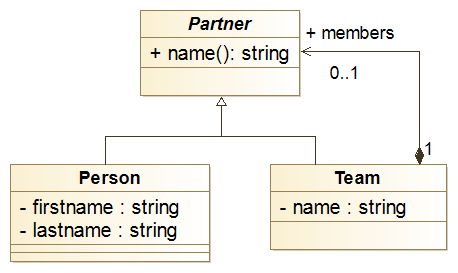 Partner
+ name(): string
+ members
0..1
1
Person
- firstname : string
- lastname : string
Team
- name : string